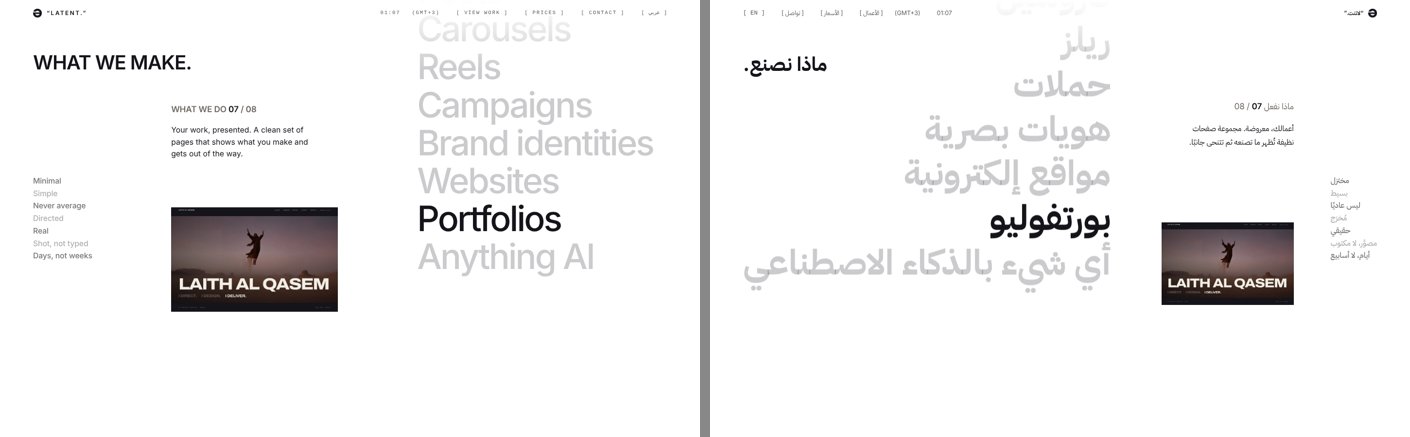 "LATENT."
01:07 (GMT+3) [ VIEW WORK ] [ PRICES ] [ CONTACT ] [ عربي ]
WHAT WE MAKE.
WHAT WE DO 07 / 08
Your work, presented. A clean set of
pages that shows what you make and
gets out of the way.
Minimal
Simple
Never average
Directed
Real
Shot, not typed
Days, not weeks
LAITH AL QASEM
I DELIVER.
Carousels
Reels
Campaigns
Brand identities
Websites
Portfolios
Anything AI
"لاتنت."
[ EN ] [ تواصل ] [ الأسعار ] [ الأعمال ] (GMT+3) 01:07
ماذا نصنع.
ماذا نفعل 07 / 08
أعمالك، معروضة. مجموعة صفحات
نظيفة تُظهر ما تصنعه ثم تتنحى جانبًا.
مختزل
بسيط
ليس عاديًا
مُخرَج
حقيقي
مصوَّر، لا مكتوب
أيام، لا أسابيع
LAITH AL QASEM
I DELIVER.
ريلز
حملات
هويات بصرية
مواقع إلكترونية
بورتفوليو
أي شيء بالذكاء الاصطناعي